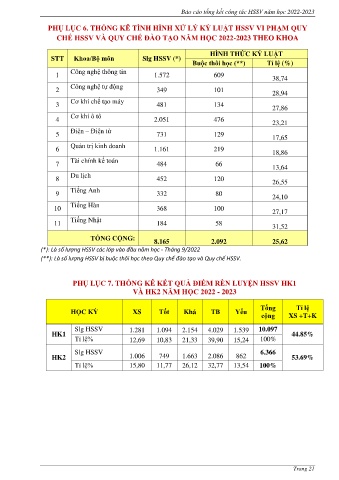 Báo cáo tổng kết công tác HSSV năm học 2022-2023
PHỤ LỤC 6. THỐNG KÊ TÌNH HÌNH XỬ LÝ KỶ LUẬT HSSV VI PHẠM QUY
CHẾ HSSV VÀ QUY CHẾ ĐÀO TẠO NĂM HỌC 2022-2023 THEO KHOA
STT Khoa/Bộ môn Slg HSSV (*) HÌNH THỨC KỶ LUẬT
Buộc thôi học (**) Tỉ lệ (%)
1 Công nghệ thông tin 1.572 609 38,74
2 Công nghệ tự động 349 101 28,94
3 Cơ khí chế tạo máy 481 134 27,86
4 Cơ khí ô tô 2.051 476 23,21
5 Điện – Điện tử 731 129 17,65
6 Quản trị kinh doanh 1.161 219 18,86
7 Tài chính kế toán 484 66 13,64
8 Du lịch 452 120 26,55
9 Tiếng Anh 332 80 24,10
10 Tiếng Hàn 368 100 27,17
11 Tiếng Nhật 184 58 31,52
TỔNG CỘNG: 8.165 2.092 25,62
(*): Là số lượng HSSV các lớp vào đầu năm học - Tháng 9/2022
(**): Là số lượng HSSV bị buộc thôi học theo Quy chế đào tạo và Quy chế HSSV.
PHỤ LỤC 7. THỐNG KÊ KẾT QUẢ ĐIỂM RÈN LUYỆN HSSV HK1
VÀ HK2 NĂM HỌC 2022 - 2023
HỌC KỲ XS Tốt Khá TB Yếu Tổng cộng Tỉ lệ XS +T+K
HK1 Slg HSSV 1.281 1.094 2.154 4.029 1.539 10.097 44.85%
Tỉ lệ% 12,69 10,83 21,33 39,90 15,24 100%
HK2 Slg HSSV 1.006 749 1.663 2.086 862 6.366 53.69%
Tỉ lệ% 15,80 11,77 26,12 32,77 13,54 100%
Trang 21